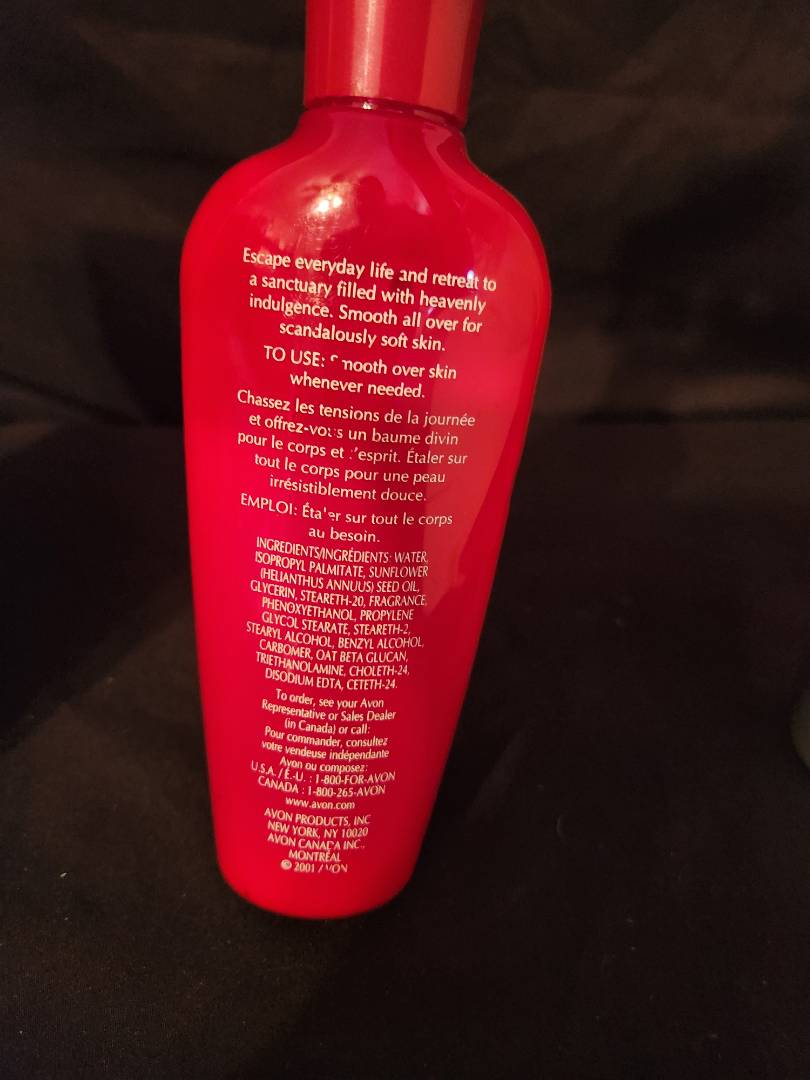 Escape everyday life and retreat to
a sanctuary filled with heavenly
indulgence. Smooth all over for
scandalously soft skin.
TO USE: Smooth over skin
whenever needed.
Chassez les tensions de la journée
et offrez-vous un baume divin
pour le corps et l'esprit. Étaler sur
tout le corps pour une peau
irrésistiblement douce.
EMPLOI: Étaler sur tout le corps
au besoin.
INGREDIENTS/INGRÉDIENTS: WATER,
ISOPROPYL PALMITATE, SUNFLOWER
(HELIANTHUS ANNUUS) SEED OIL,
GLYCERIN, STEARETH-20, FRAGRANCE,
PHENOXYETHANOL, PROPYLENE
GLYCOL STEARATE, STEARETH-2,
STEARYL ALCOHOL, BENZYL ALCOHOL,
CARBOMER, OAT BETA GLUCAN,
TRIETHANOLAMINE, CHOLETH-24,
DISODIUM EDTA, CETETH-24.
To order, see your Avon
Representative or Sales Dealer
(in Canada) or call:
Pour commander, consultez
votre vendeuse indépendante
Avon ou composez:
U.S.A. / É.-U. : 1-800-FOR-AVON
CANADA : 1-800-265-AVON
www.avon.com
AVON PRODUCTS, INC
NEW YORK, NY 10020
AVON CANADA INC.,
MONTRÉAL
© 2001 AVON